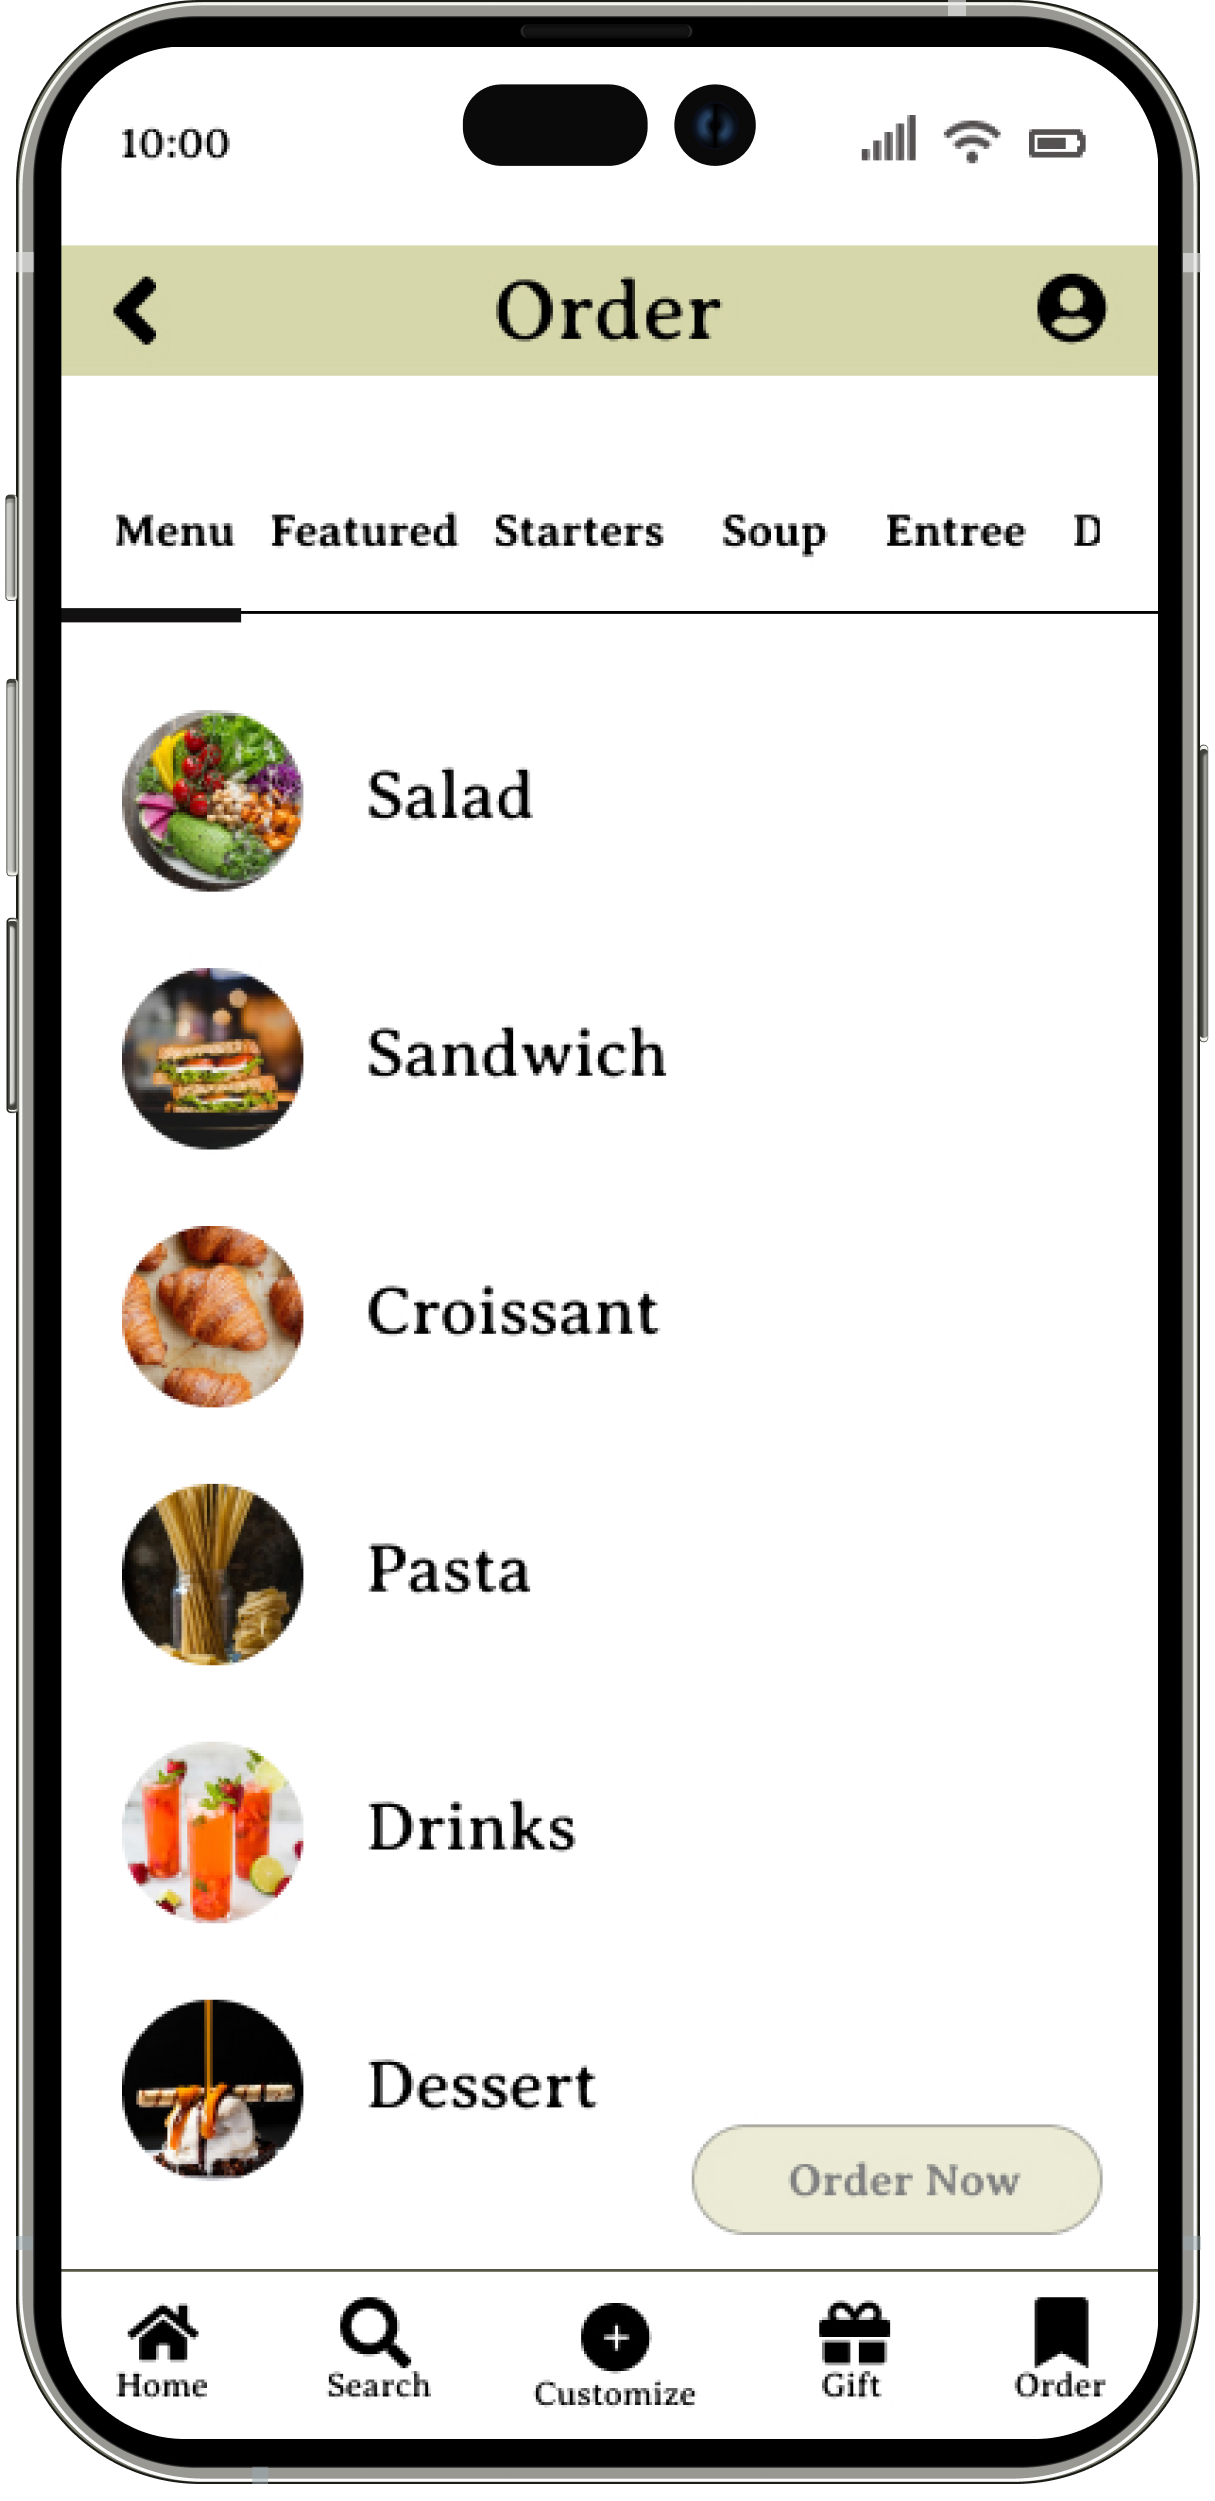 10:00
Order
Menu Featured Starters Soup Entree D
Salad
Sandwich
Croissant
Pasta
Drinks
Dessert
Order Now
Home Search Customize Gift Order